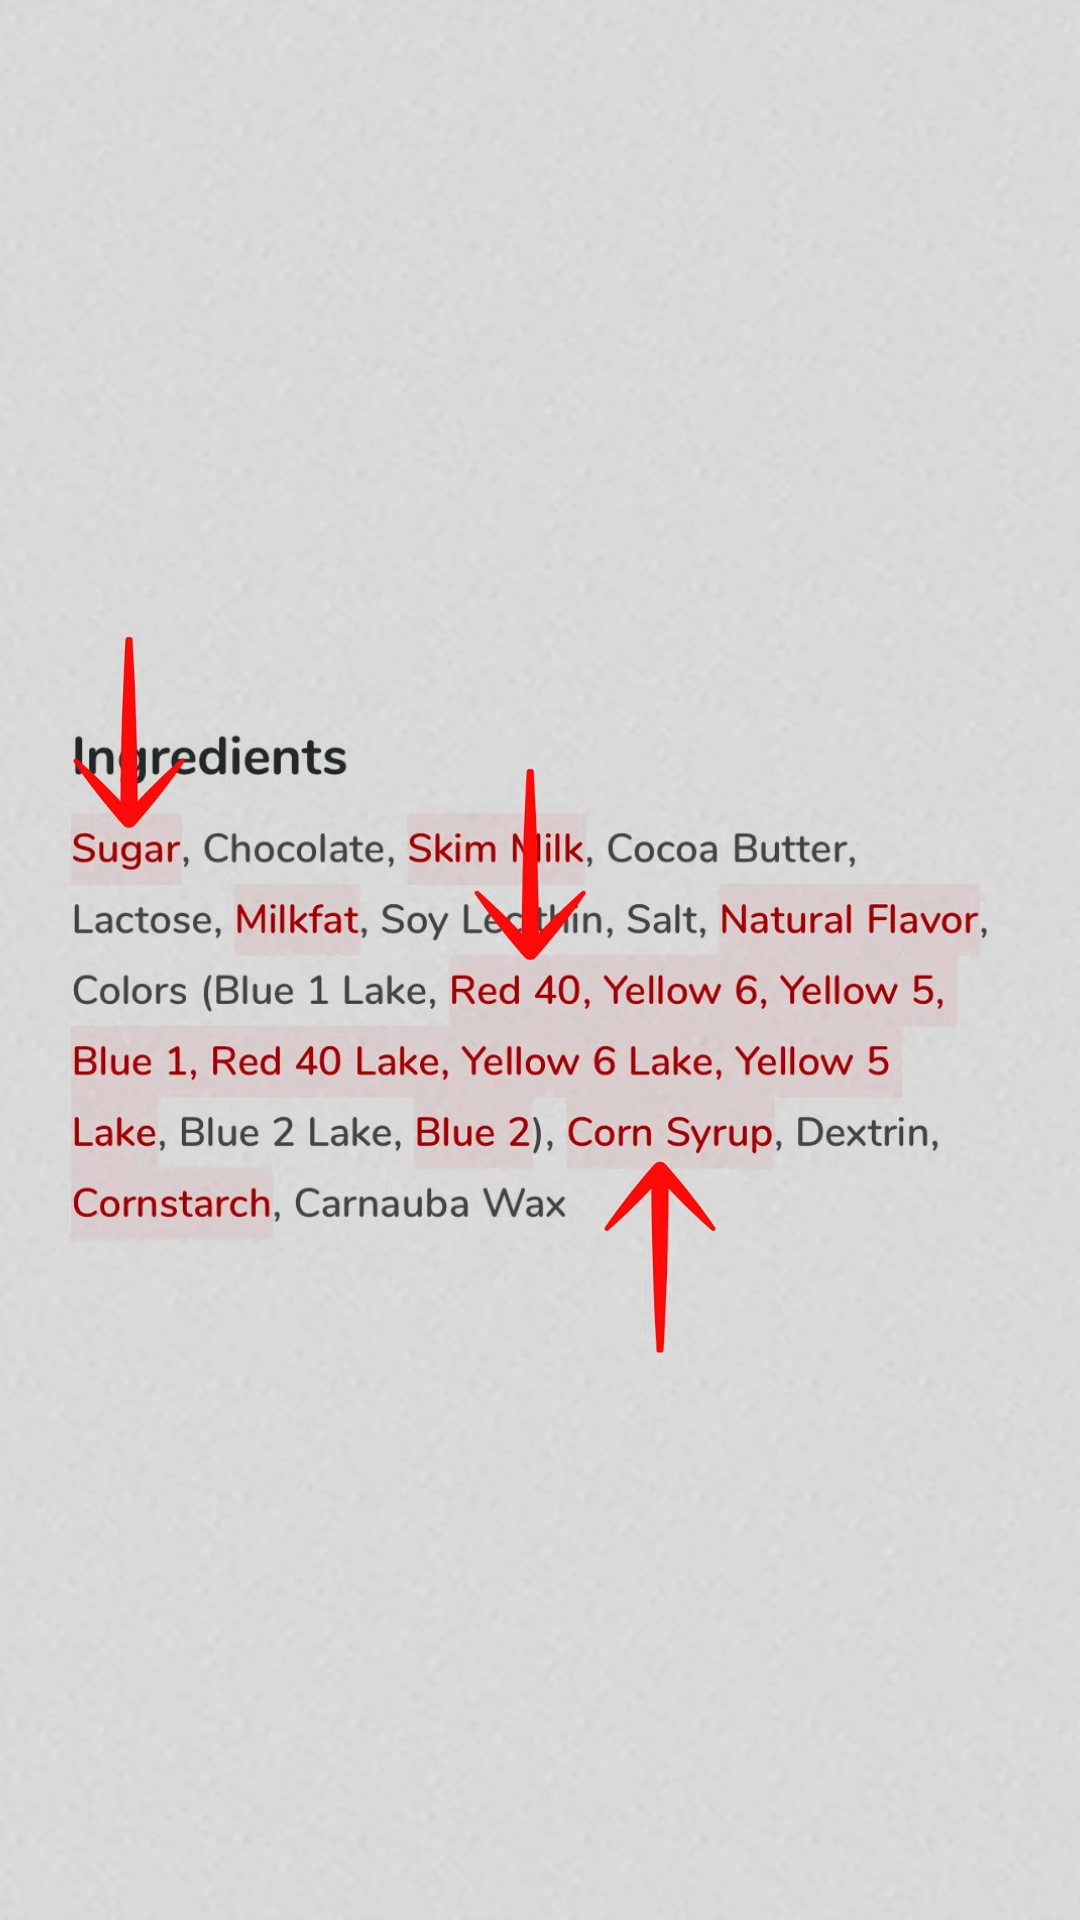 Ingredients
Sugar, Chocolate, Skim Milk, Cocoa Butter,
Lactose, Milkfat, Soy Lecithin, Salt, Natural Flavor,
Colors (Blue 1 Lake, Red 40, Yellow 6, Yellow 5,
Blue 1, Red 40 Lake, Yellow 6 Lake, Yellow 5
Lake, Blue 2 Lake, Blue 2), Corn Syrup, Dextrin,
Cornstarch, Carnauba Wax